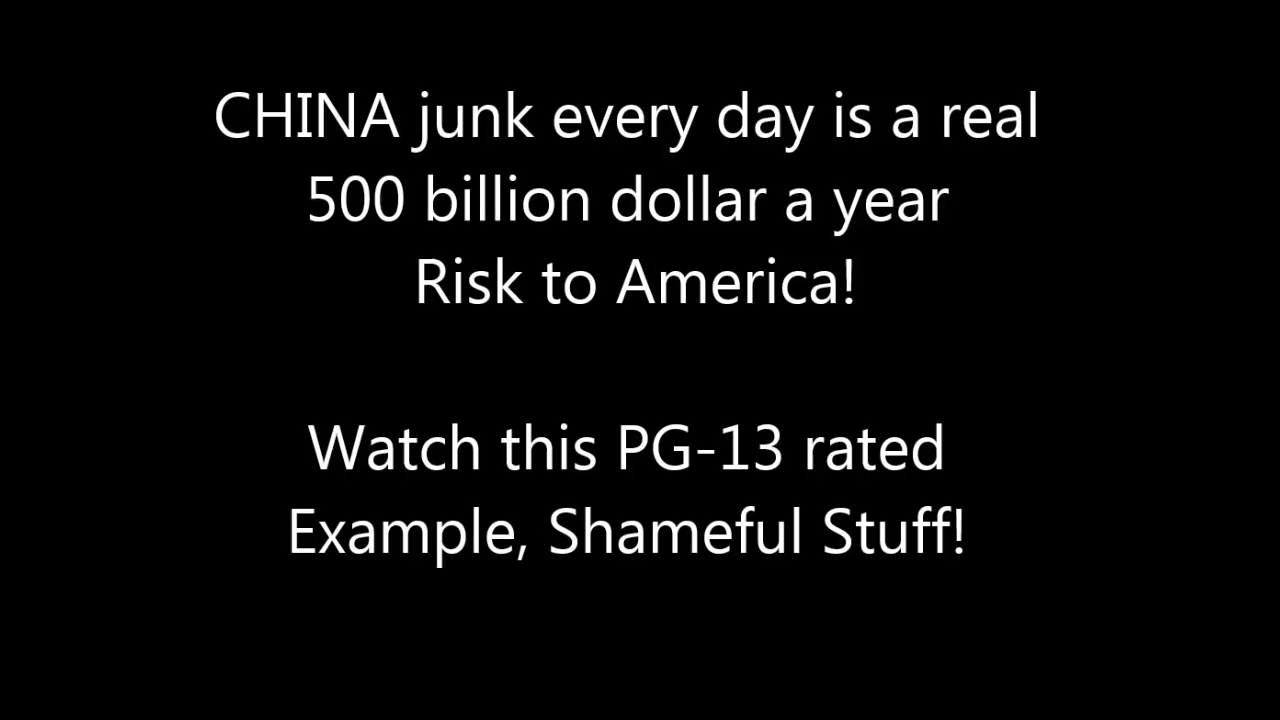 CHINA junk every day is a real
500 billion dollar a year
Risk to America!
Watch this PG-13 rated
Example, Shameful Stuff!